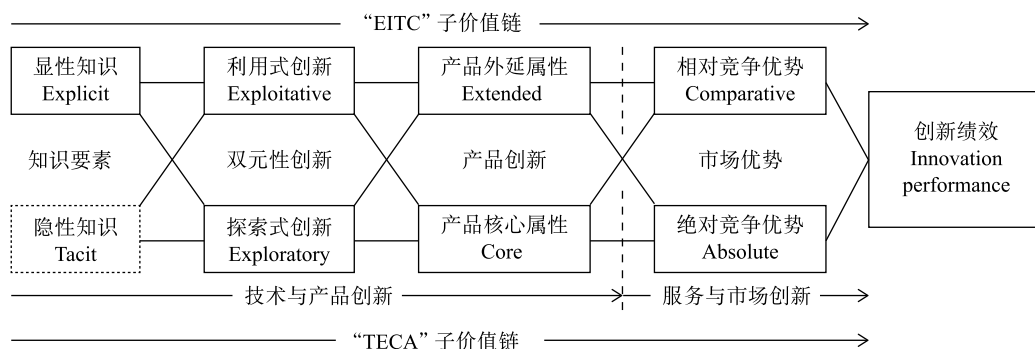 “EITC”子价值链
显性知识
Explicit
利用式创新
Exploitative
产品外延属性
Extended
相对竞争优势
Comparative
知识要素
双元性创新
产品创新
市场优势
创新绩效
Innovation
performance
隐性知识
Tacit
探索式创新
Exploratory
产品核心属性
Core
绝对竞争优势
Absolute
技术与产品创新
服务与市场创新
“TECA”子价值链